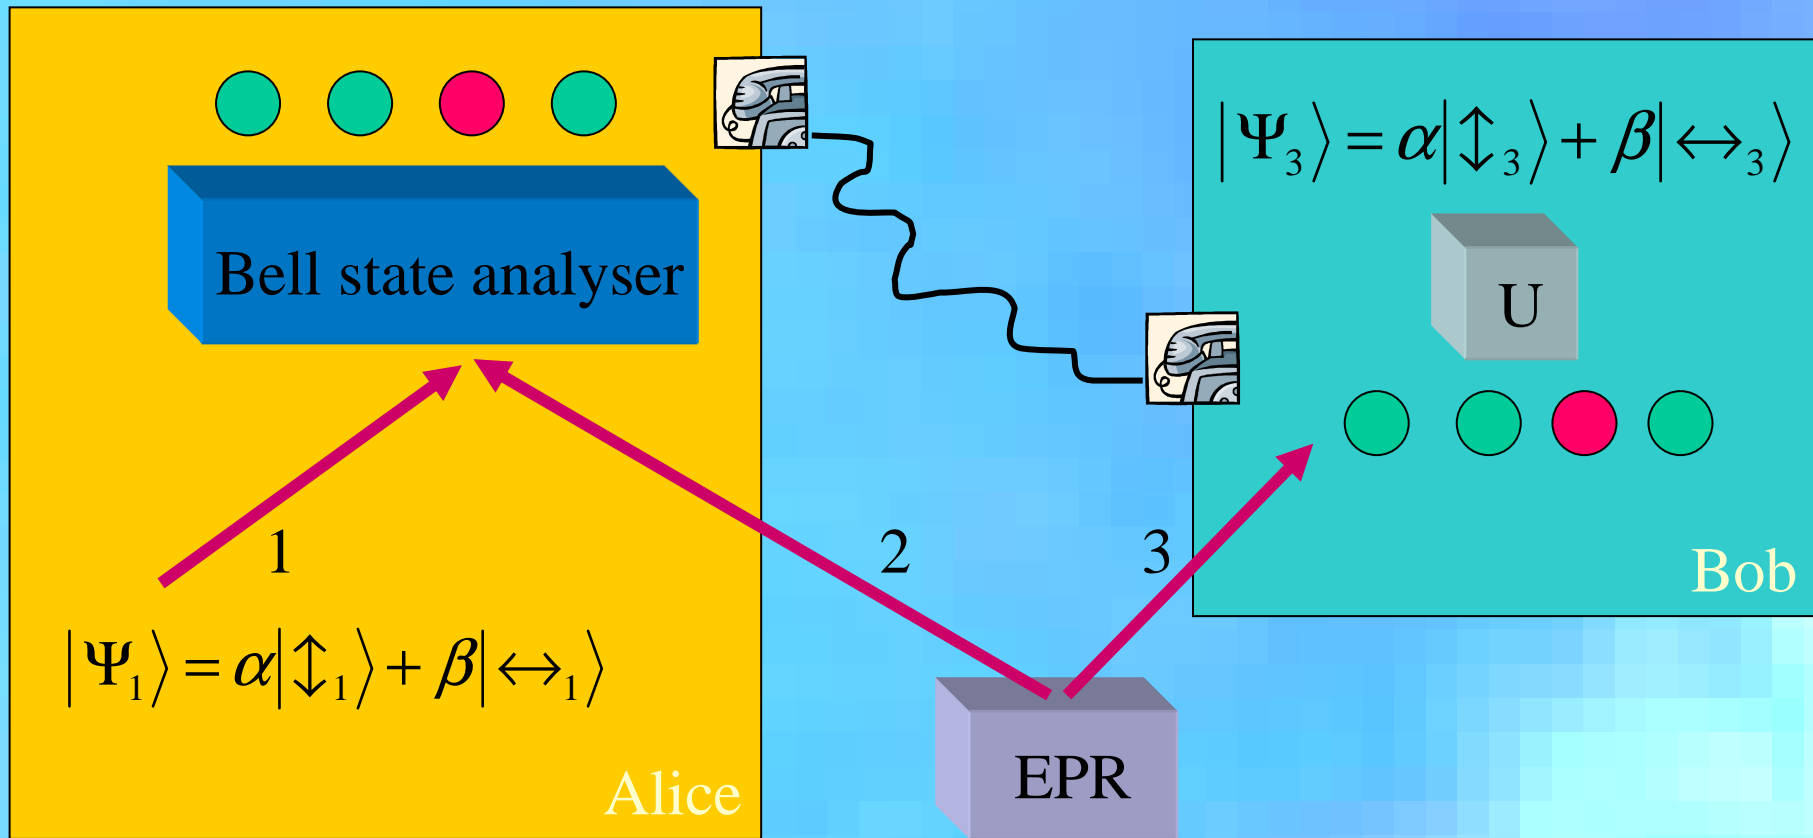 Bell state analyser
1
|Ψ₁⟩ = α|↕₁⟩ + β|↔₁⟩
Alice
2
3
EPR
|Ψ₃⟩ = α|↕₃⟩ + β|↔₃⟩
U
Bob